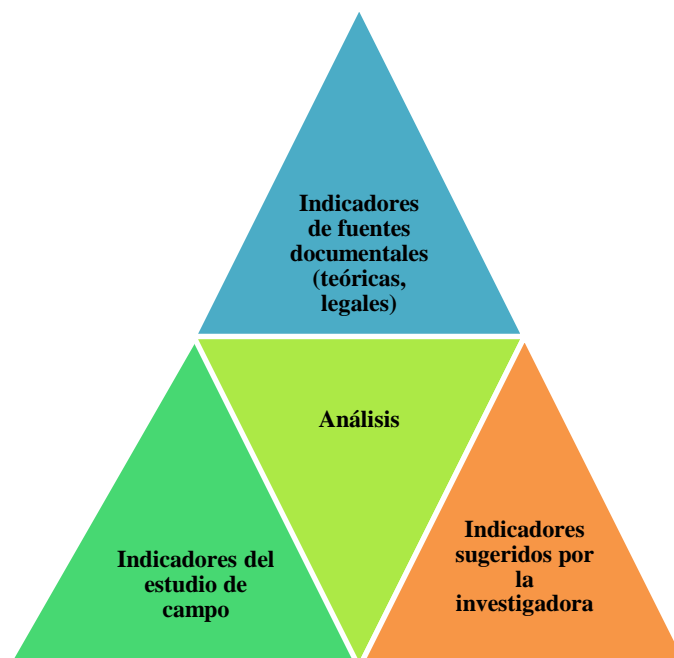 Indicadores
de fuentes
documentales
(teóricas,
legales)
Análisis
Indicadores del
estudio de
campo
Indicadores
sugeridos por
la
investigadora